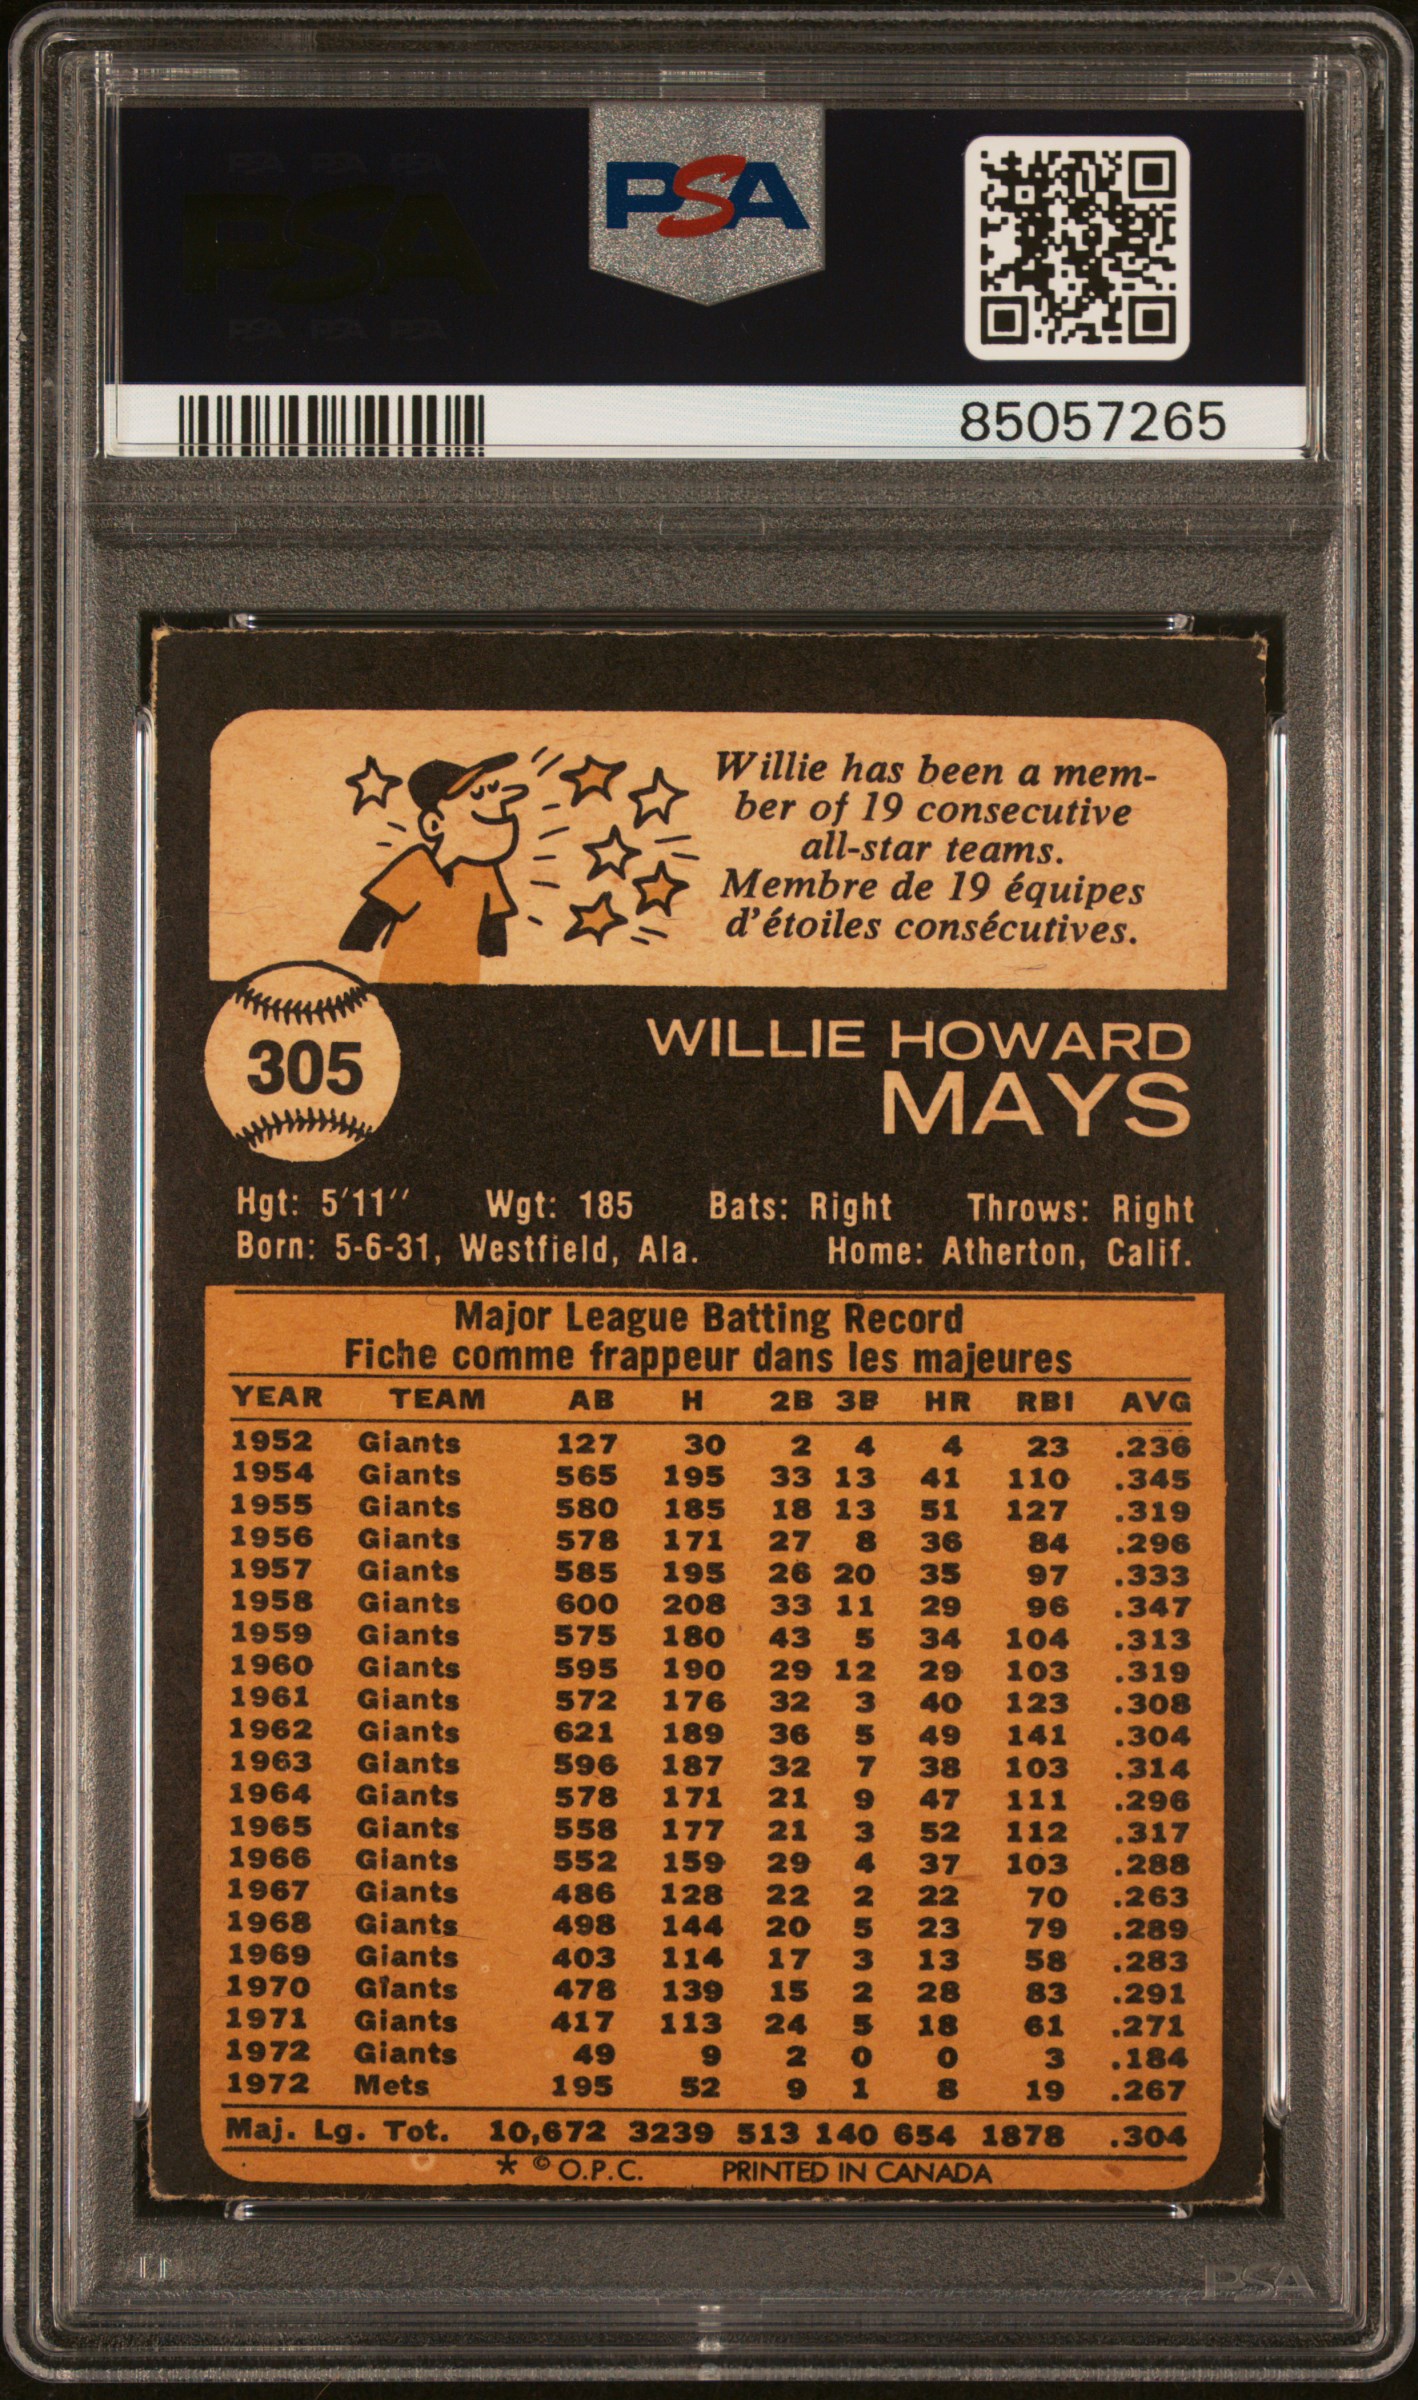 PSA PSA PSA
PSA
PSA PSA PSA
PSA
85057265
Willie has been a mem-
ber of 19 consecutive
all-star teams.
Membre de 19 équipes
d'étoiles consécutives.
305
WILLIE HOWARD
MAYS
Hgt: 5'11'' Wgt: 185 Bats: Right Throws: Right
Born: 5-6-31, Westfield, Ala. Home: Atherton, Calif.
Major League Batting Record
Fiche comme frappeur dans les majeures
YEAR TEAM AB H 2B 3B HR RBI AVG
1952 Giants 127 30 2 4 4 23 .236
1954 Giants 565 195 33 13 41 110 .345
1955 Giants 580 185 18 13 51 127 .319
1956 Giants 578 171 27 8 36 84 .296
1957 Giants 585 195 26 20 35 97 .333
1958 Giants 600 208 33 11 29 96 .347
1959 Giants 575 180 43 5 34 104 .313
1960 Giants 595 190 29 12 29 103 .319
1961 Giants 572 176 32 3 40 123 .308
1962 Giants 621 189 36 5 49 141 .304
1963 Giants 596 187 32 7 38 103 .314
1964 Giants 578 171 21 9 47 111 .296
1965 Giants 558 177 21 3 52 112 .317
1966 Giants 552 159 29 4 37 103 .288
1967 Giants 486 128 22 2 22 70 .263
1968 Giants 498 144 20 5 23 79 .289
1969 Giants 403 114 17 3 13 58 .283
1970 Giants 478 139 15 2 28 83 .291
1971 Giants 417 113 24 5 18 61 .271
1972 Giants 49 9 2 0 0 3 .184
1972 Mets 195 52 9 1 8 19 .267
Maj. Lg. Tot. 10,672 3239 513 140 654 1878 .304
* © O.P.C. PRINTED IN CANADA
PSA